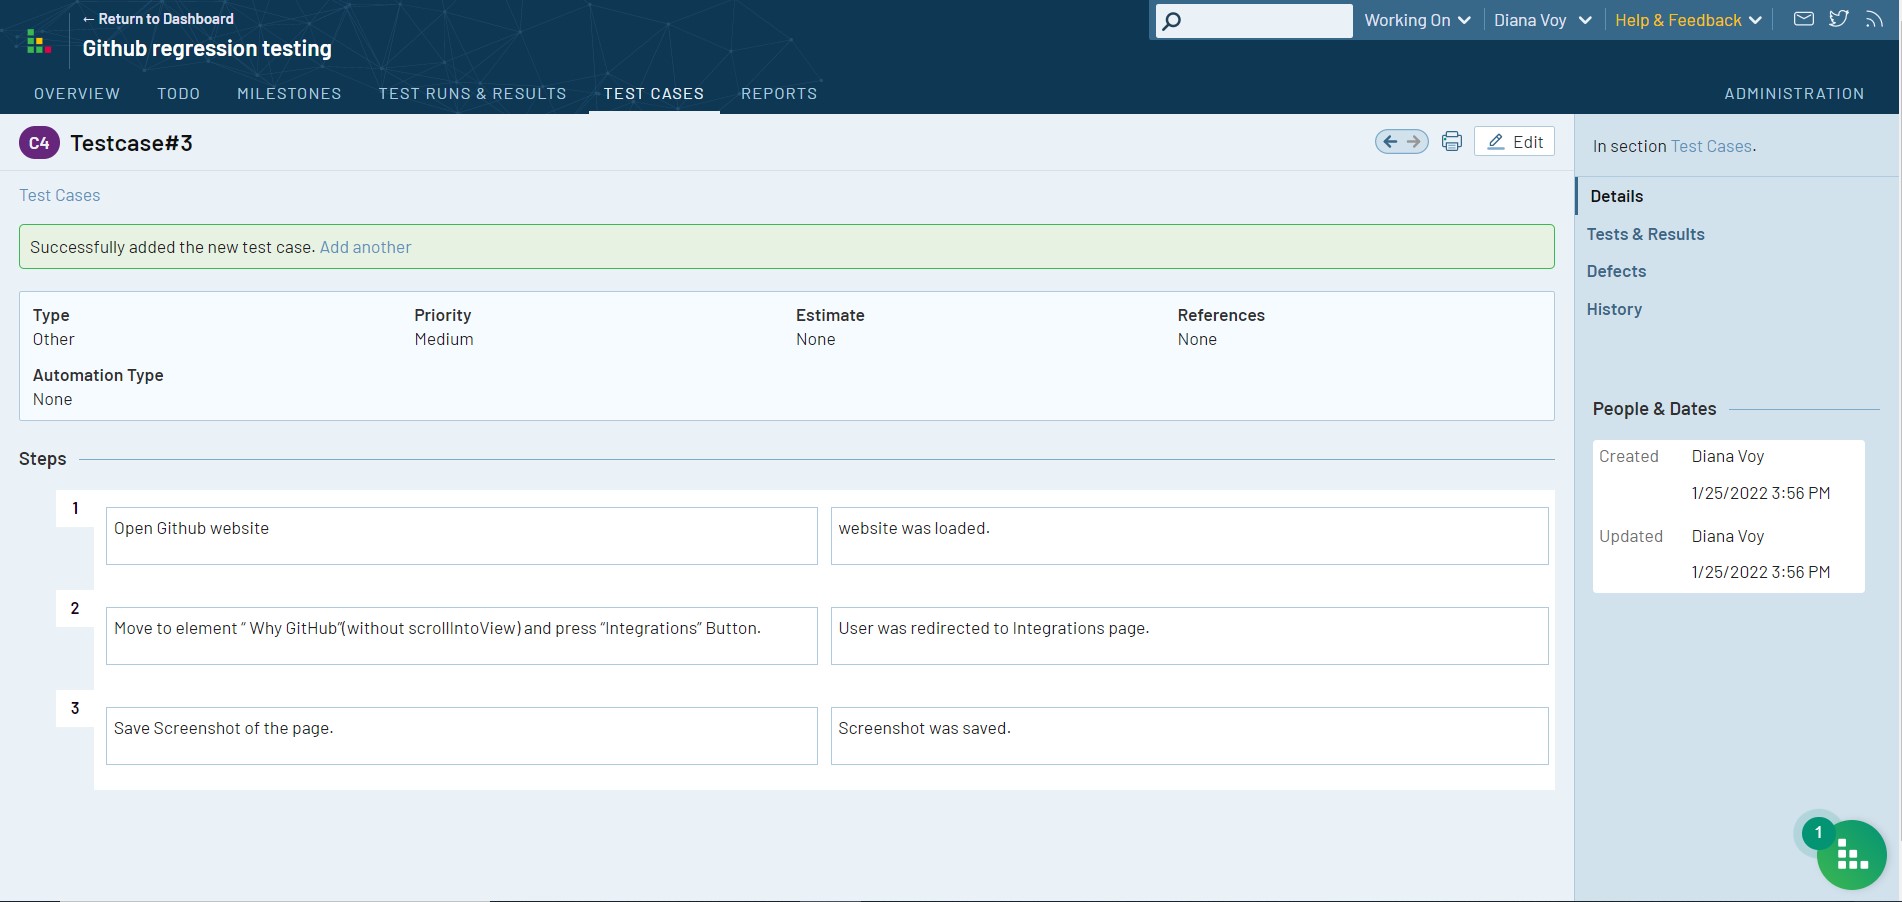 ← Return to Dashboard
Github regression testing
Working On
Diana Voy
Help & Feedback
OVERVIEW
TODO
MILESTONES
TEST RUNS & RESULTS
TEST CASES
REPORTS
ADMINISTRATION
C4
Testcase#3
Edit
Test Cases
Successfully added the new test case. Add another
Type
Other
Priority
Medium
Estimate
None
References
None
Automation Type
None
Steps
1
Open Github website
website was loaded.
2
Move to element “ Why GitHub”(without scrollIntoView) and press “Integrations” Button.
User was redirected to Integrations page.
3
Save Screenshot of the page.
Screenshot was saved.
In section Test Cases.
Details
Tests & Results
Defects
History
People & Dates
Created
Diana Voy
1/25/2022 3:56 PM
Updated
Diana Voy
1/25/2022 3:56 PM
1